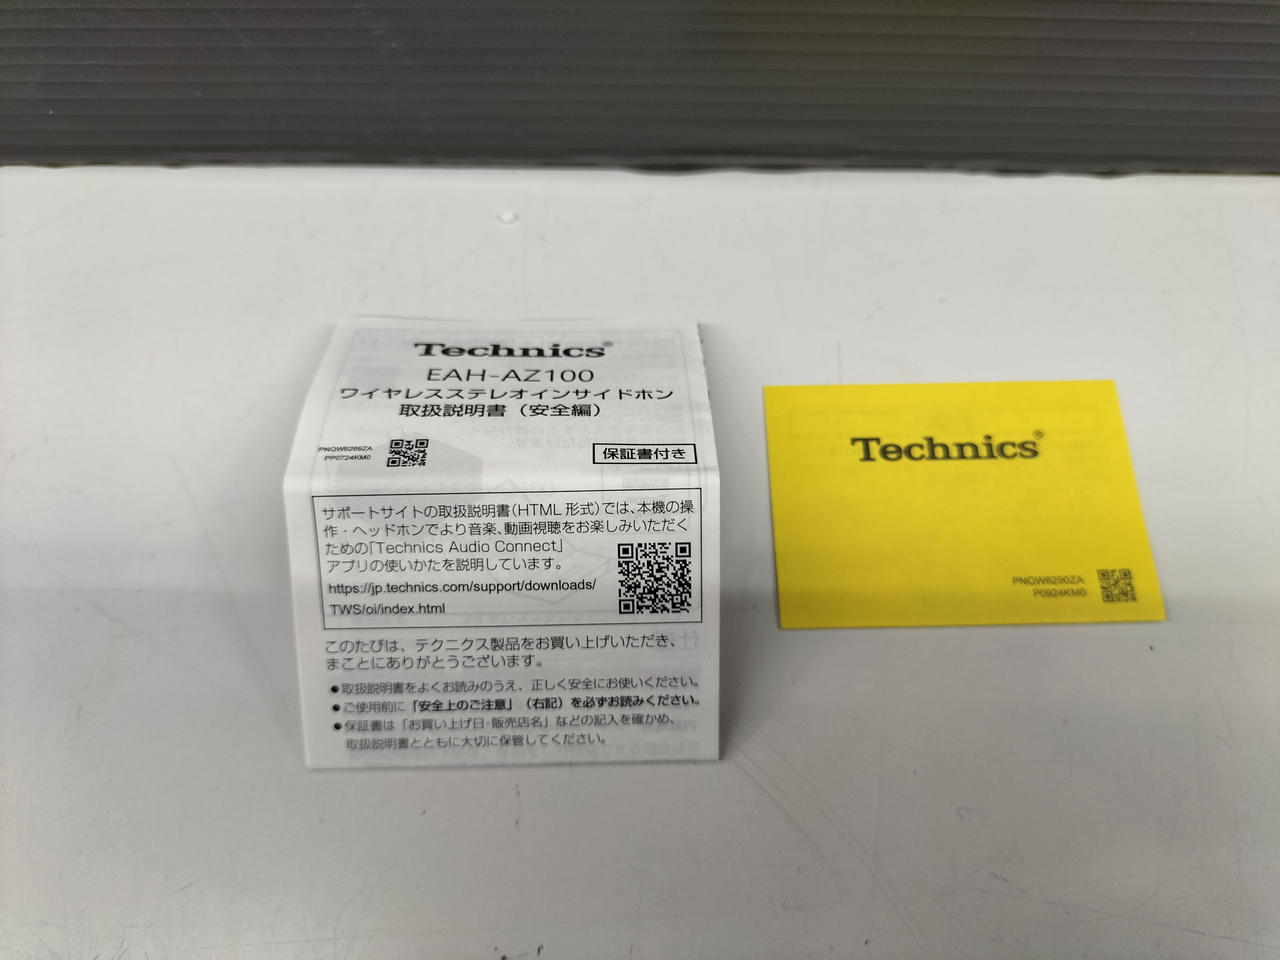 Technics®
EAH-AZ100
ワイヤレスステレオインサイドホン
取扱説明書（安全編）
PNQW6269ZA
PP0724KM0
保証書付き
サポートサイトの取扱説明書(HTML 形式)では、本機の操
作・ヘッドホンでより音楽、動画視聴をお楽しみいただく
ための「Technics Audio Connect」
アプリの使いかたを説明しています。
https://jp.technics.com/support/downloads/
TWS/oi/index.html
このたびは、テクニクス製品をお買い上げいただき、
まことにありがとうございます。
●取扱説明書をよくお読みのうえ、正しく安全にお使いください。
●ご使用前に「安全上のご注意」（右記）を必ずお読みください。
●保証書は「お買い上げ日・販売店名」などの記入を確かめ、
取扱説明書とともに大切に保管してください。
Technics®
PNQW6290ZA
P0924KM0